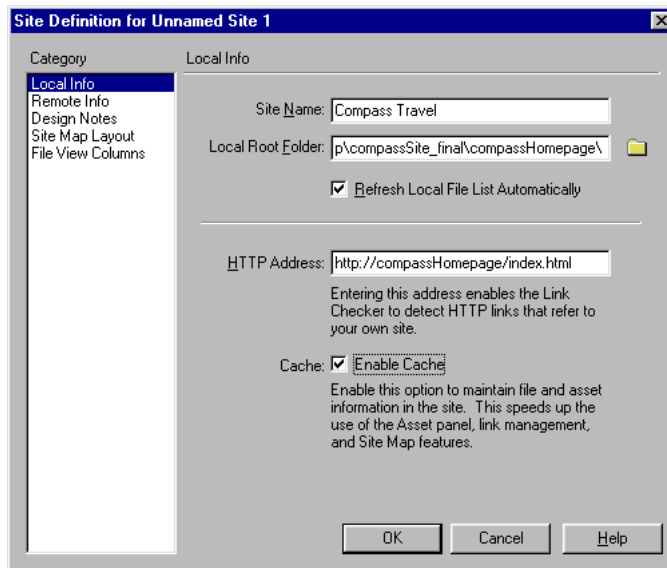 Site Definition for Unnamed Site 1
Category
Local Info
Remote Info
Design Notes
Site Map Layout
File View Columns
Local Info
Site Name: Compass Travel
Local Root Folder: p\compassSite_final\compassHomepage\
Refresh Local File List Automatically
HTTP Address: http://compassHomepage/index.html
Entering this address enables the Link
Checker to detect HTTP links that refer to
your own site.
Cache: Enable Cache
Enable this option to maintain file and asset
information in the site. This speeds up the
use of the Asset panel, link management,
and Site Map features.
OK Cancel Help